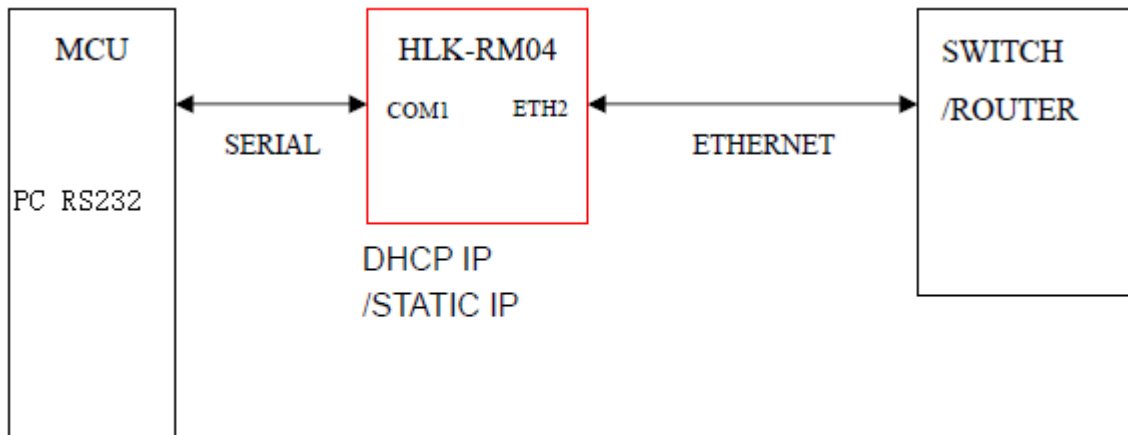 MCU
PC RS232
SERIAL
HLK-RM04
COM1 ETH2
DHCP IP
/STATIC IP
ETHERNET
SWITCH
/ROUTER